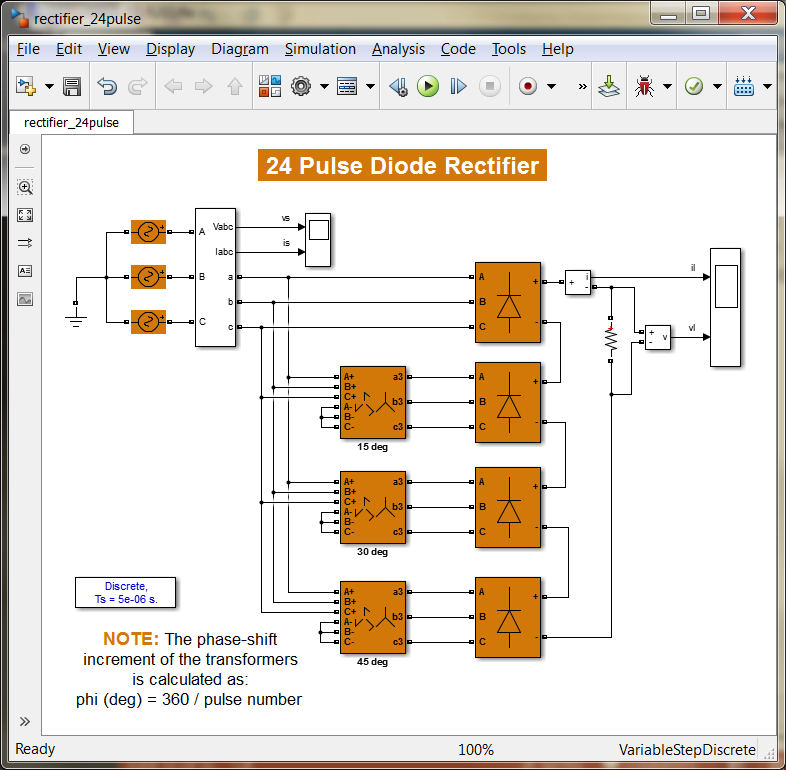 rectifier_24pulse
File Edit View Display Diagram Simulation Analysis Code Tools Help
»
rectifier_24pulse
24 Pulse Diode Rectifier
A
B
C
Vabc
Iabc
a
b
c
vs
is
A
B
C
+
-
+
i
-
il
+
-
v
vl
A+
B+
C+
A-
B-
C-
a3
b3
c3
15 deg
A
B
C
+
-
A+
B+
C+
A-
B-
C-
a3
b3
c3
30 deg
A
B
C
+
-
A+
B+
C+
A-
B-
C-
a3
b3
c3
45 deg
A
B
C
+
-
Discrete,
Ts = 5e-06 s.
NOTE: The phase-shift
increment of the transformers
is calculated as:
phi (deg) = 360 / pulse number
»
Ready 100% VariableStepDiscrete